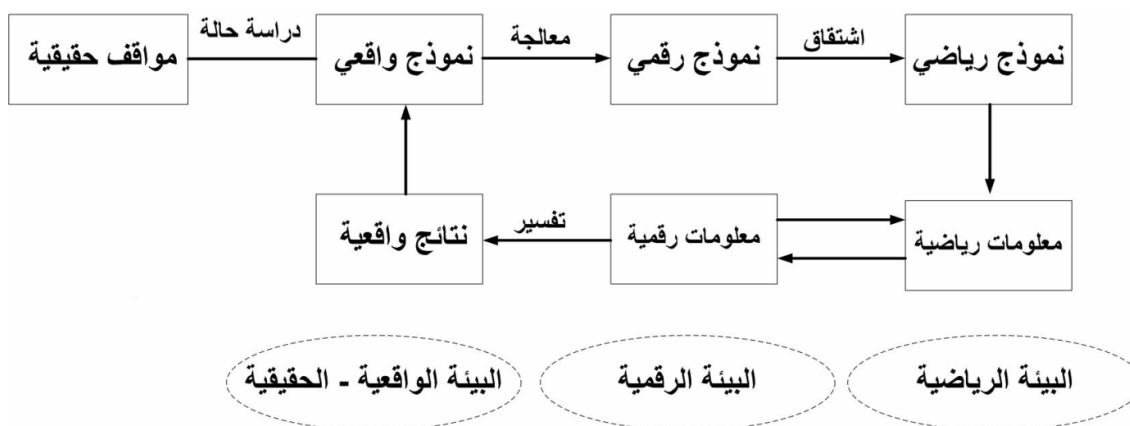 مواقف حقيقية
دراسة حالة
نموذج واقعي
معالجة
نموذج رقمي
اشتقاق
نموذج رياضي
نتائج واقعية
تفسير
معلومات رقمية
معلومات رياضية
البيئة الواقعية - الحقيقية
البيئة الرقمية
البيئة الرياضية